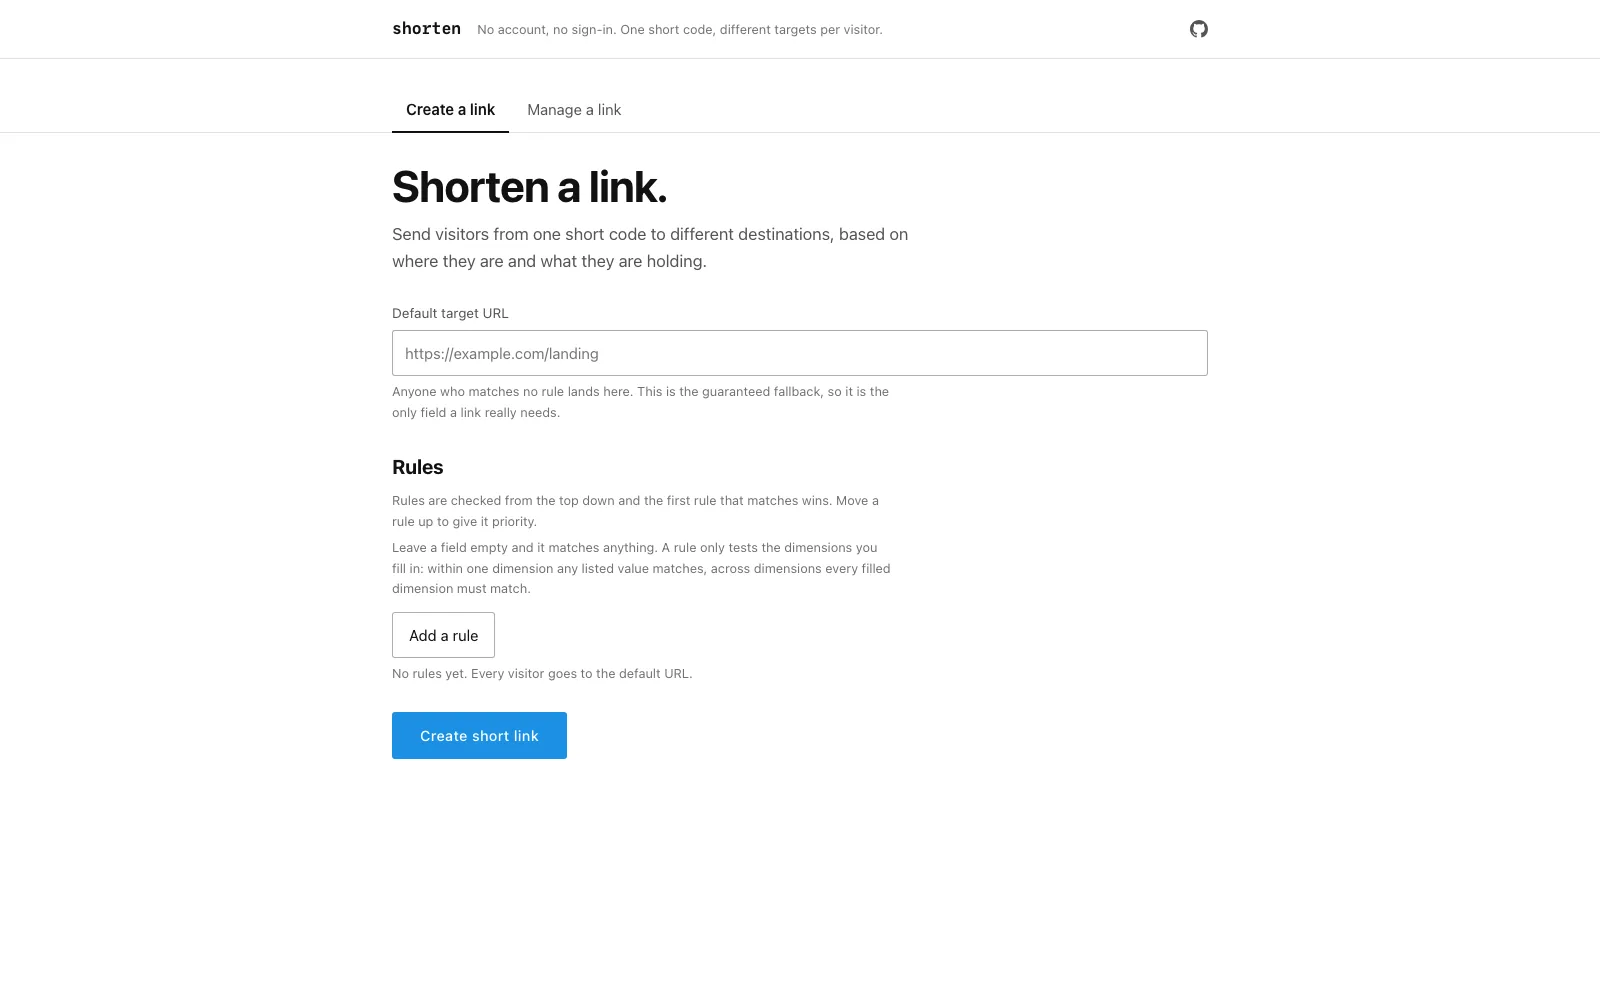 shorten
No account, no sign-in. One short code, different targets per visitor.
Create a link
Manage a link
Shorten a link.
Send visitors from one short code to different destinations, based on
where they are and what they are holding.
Default target URL
https://example.com/landing
Anyone who matches no rule lands here. This is the guaranteed fallback, so it is the
only field a link really needs.
Rules
Rules are checked from the top down and the first rule that matches wins. Move a
rule up to give it priority.
Leave a field empty and it matches anything. A rule only tests the dimensions you
fill in: within one dimension any listed value matches, across dimensions every filled
dimension must match.
Add a rule
No rules yet. Every visitor goes to the default URL.
Create short link